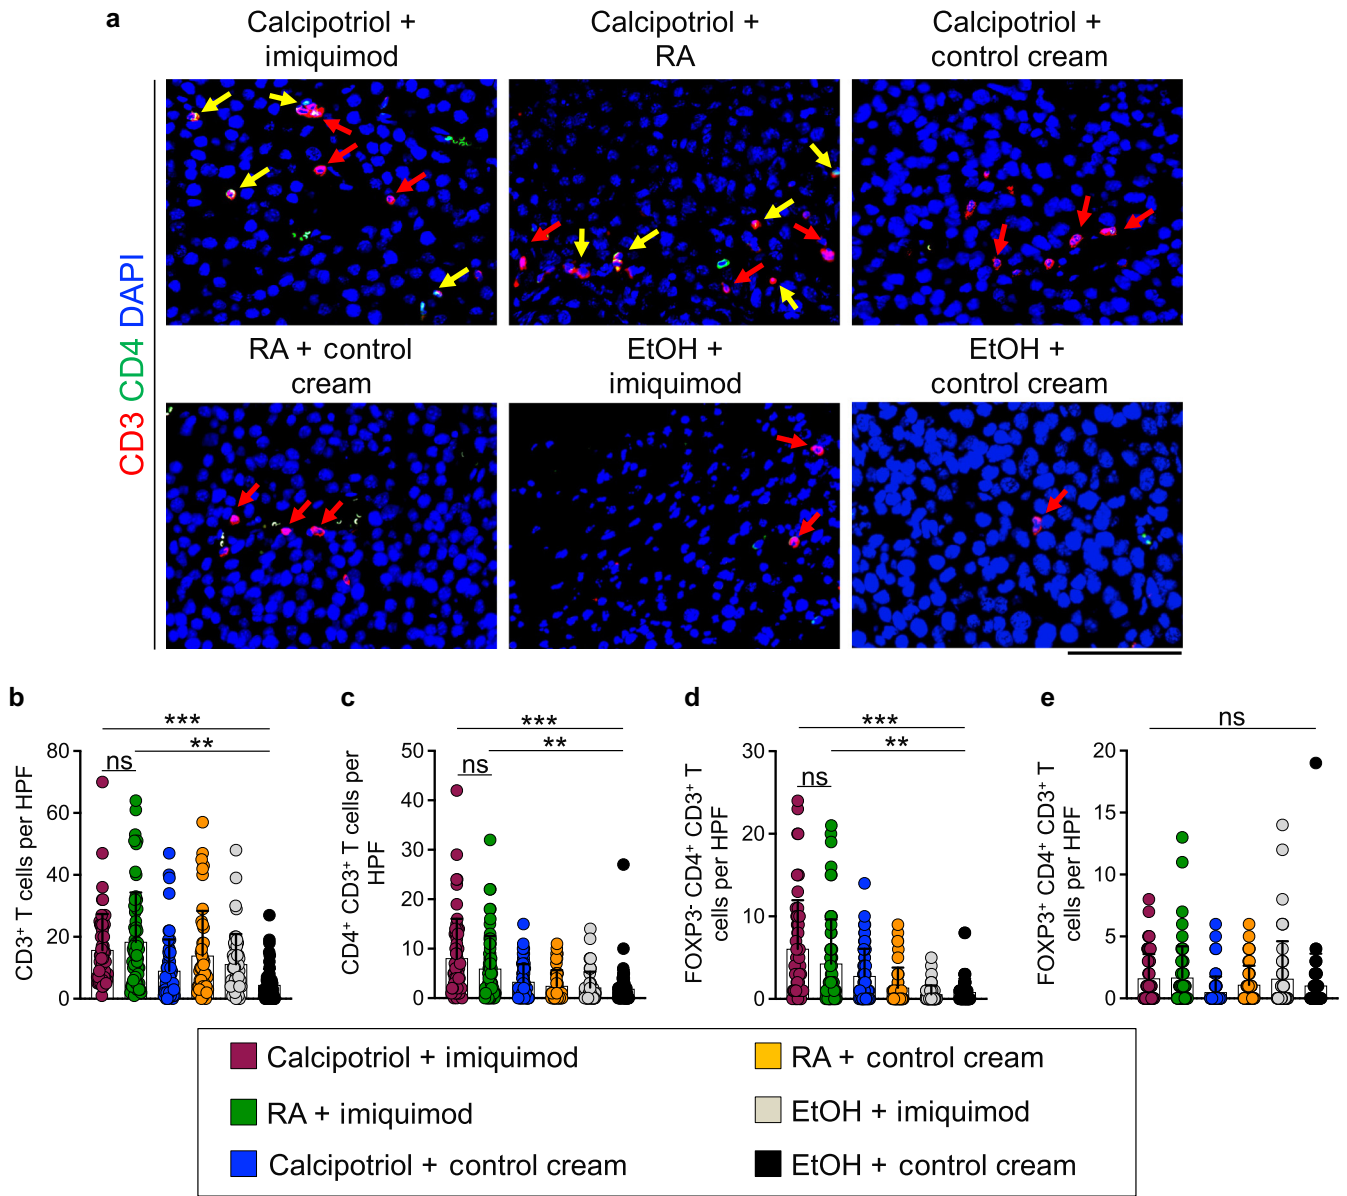 a
Calcipotriol +
imiquimod
Calcipotriol +
RA
Calcipotriol +
control cream
CD3 CD4 DAPI
RA + control
cream
EtOH +
imiquimod
EtOH +
control cream
b
***
**
ns
80
60
40
20
0
CD3⁺ T cells per HPF
c
***
**
ns
50
40
30
20
10
0
CD4⁺ CD3⁺ T cells per
HPF
d
***
**
ns
30
20
10
0
FOXP3⁻ CD4⁺ CD3⁺ T
cells per HPF
e
ns
20
15
10
5
0
FOXP3⁺ CD4⁺ CD3⁺ T
cells per HPF
Calcipotriol + imiquimod
RA + imiquimod
Calcipotriol + control cream
RA + control cream
EtOH + imiquimod
EtOH + control cream